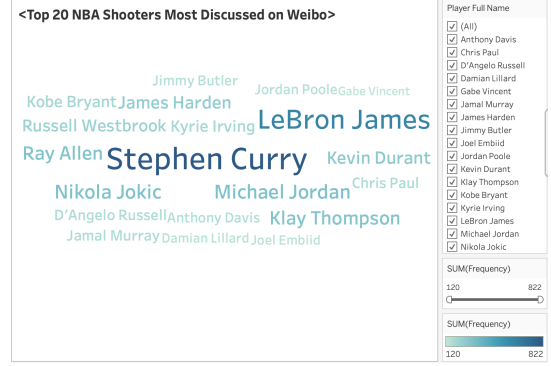 <Top 20 NBA Shooters Most Discussed on Weibo>
Jimmy Butler
Jordan Poole Gabe Vincent
Kobe Bryant James Harden
Russell Westbrook Kyrie Irving LeBron James
Ray Allen Stephen Curry Kevin Durant
Nikola Jokic Michael Jordan Chris Paul
D'Angelo Russell Anthony Davis Klay Thompson
Jamal Murray Damian Lillard Joel Embiid
Player Full Name
(All)
Anthony Davis
Chris Paul
D'Angelo Russell
Damian Lillard
Gabe Vincent
Jamal Murray
James Harden
Jimmy Butler
Joel Embiid
Jordan Poole
Kevin Durant
Klay Thompson
Kobe Bryant
Kyrie Irving
LeBron James
Michael Jordan
Nikola Jokic
SUM(Frequency)
120 822
SUM(Frequency)
120 822